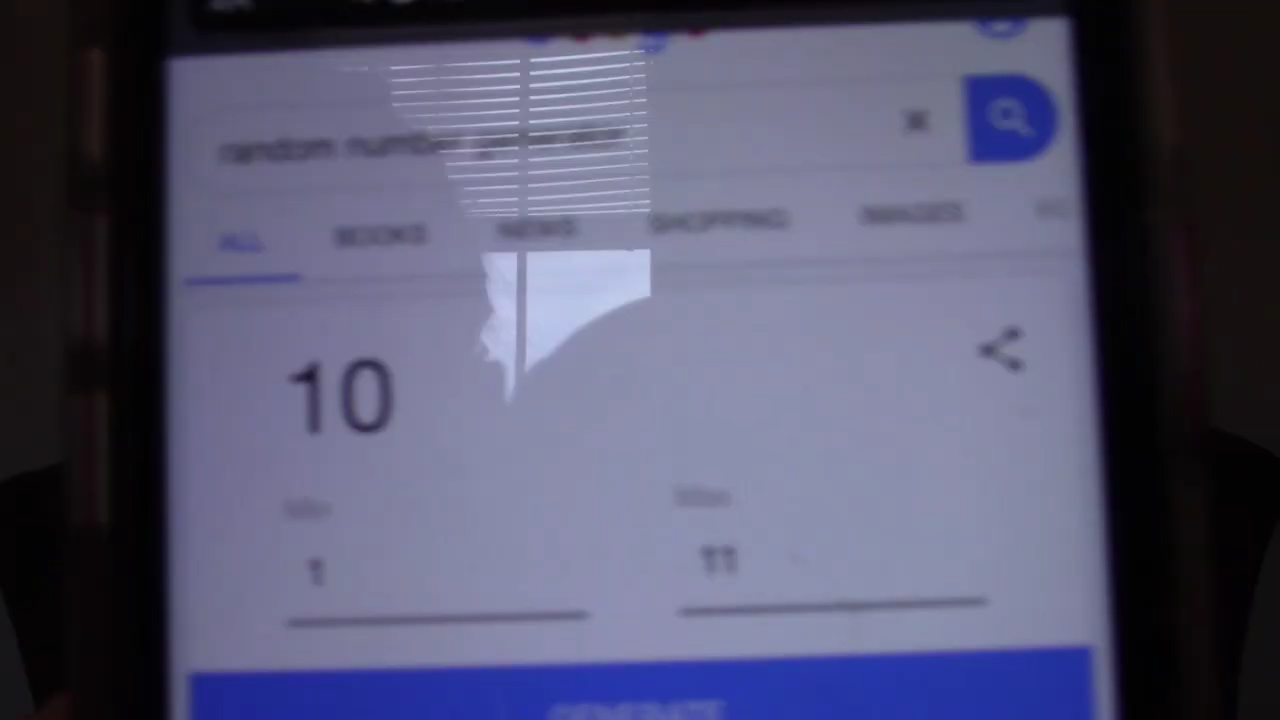 random number generator
ALL BOOKS NEWS SHOPPING IMAGES
10
Min Max
1 11
GENERATE